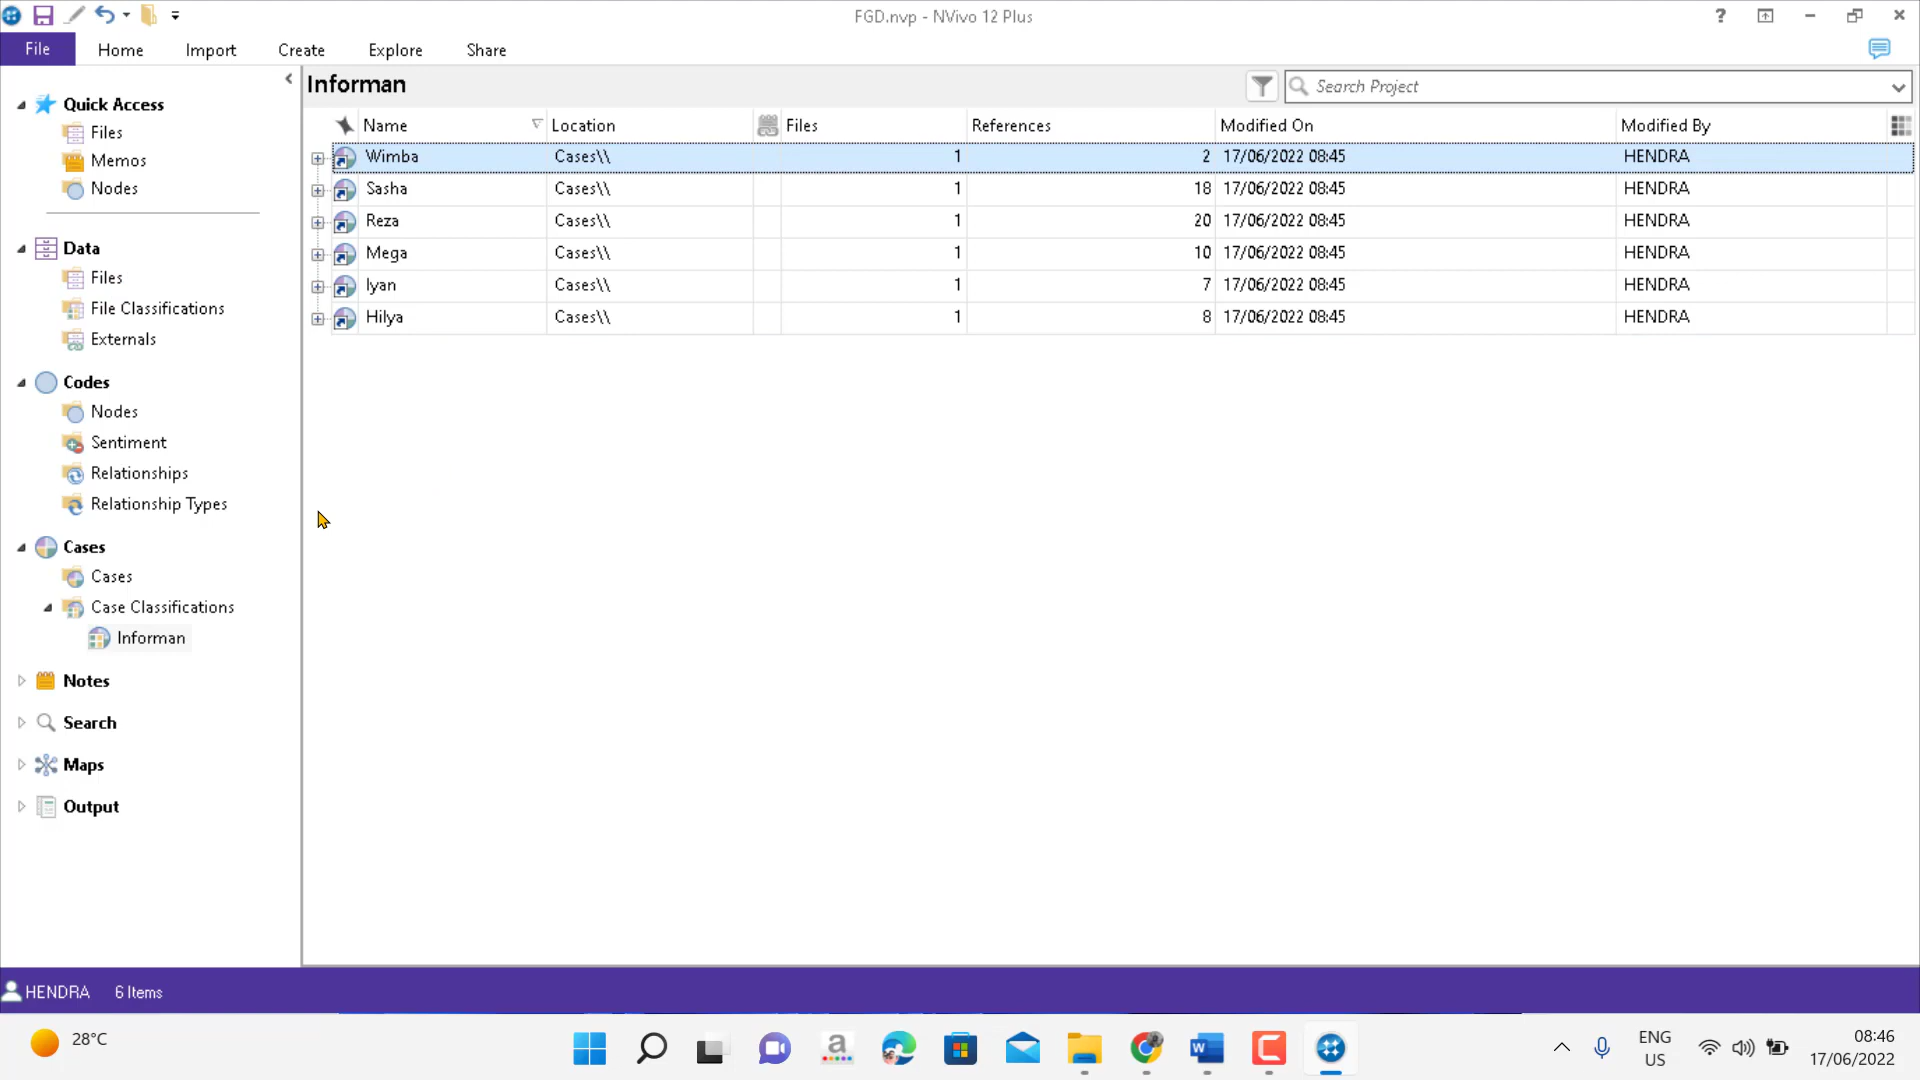 FGD.nvp - NVivo 12 Plus
?
File Home Import Create Explore Share
Informan
Search Project
Quick Access
Files
Memos
Nodes
Data
Files
File Classifications
Externals
Codes
Nodes
Sentiment
Relationships
Relationship Types
Cases
Cases
Case Classifications
Informan
Notes
Search
Maps
Output
Name Location Files References Modified On Modified By
Wimba Cases\\ 1 2 17/06/2022 08:45 HENDRA
Sasha Cases\\ 1 18 17/06/2022 08:45 HENDRA
Reza Cases\\ 1 20 17/06/2022 08:45 HENDRA
Mega Cases\\ 1 10 17/06/2022 08:45 HENDRA
Iyan Cases\\ 1 7 17/06/2022 08:45 HENDRA
Hilya Cases\\ 1 8 17/06/2022 08:45 HENDRA
HENDRA 6 Items
28°C
a
W
ENG
US
08:46
17/06/2022